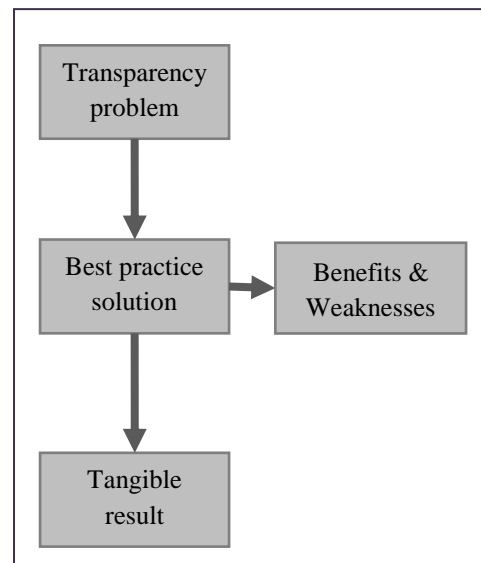 Transparency
problem
Best practice
solution
Benefits &
Weaknesses
Tangible
result